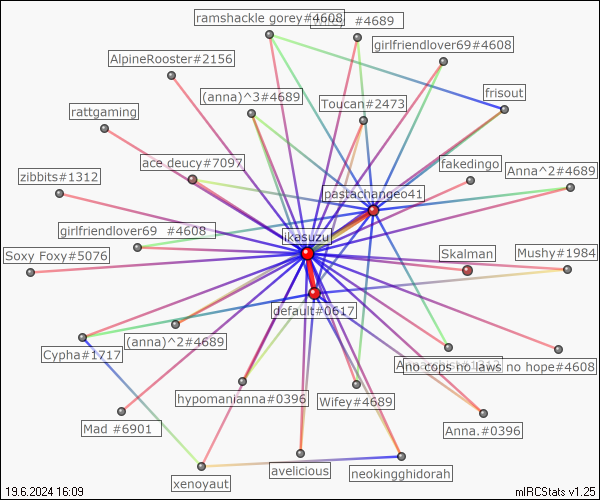 ramshackle gorey#4608
#4689
AlpineRooster#2156
girlfriendlover69#4608
(anna)^3#4689
Toucan#2473
frisout
rattgaming
ace deucy#7097
fakedingo
Anna^2#4689
zibbits#1312
pastachangeo41
girlfriendlover69 #4608
ikasuzu
Soxy Foxy#5076
Skalman
Mushy#1984
default#0617
(anna)^2#4689
Cypha#1717
no cops no laws no hope#4608
hypomanianna#0396
Wifey#4689
Mad #6901
Anna.#0396
avelicious
neokingghidorah
xenoyaut
19.6.2024 16:09
mIRCStats v1.25